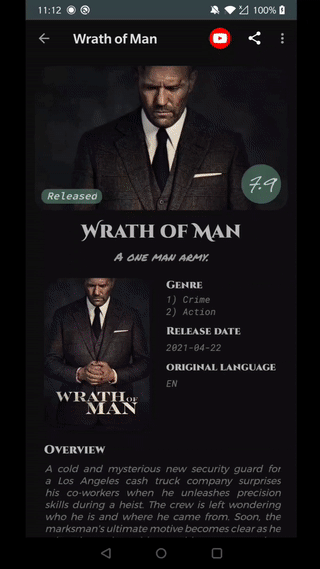 11:12
100%
Wrath of Man
Released
7.9
WRATH OF MAN
A ONE MAN ARMY.
GENRE
1) Crime
2) Action
RELEASE DATE
2021-04-22
ORIGINAL LANGUAGE
EN
WRATH OF
MAN
OVERVIEW
A cold and mysterious new security guard for
a Los Angeles cash truck company surprises
his co-workers when he unleashes precision
skills during a heist. The crew is left wondering
who he is and where he came from. Soon, the
marksman's ultimate motive becomes clear as he